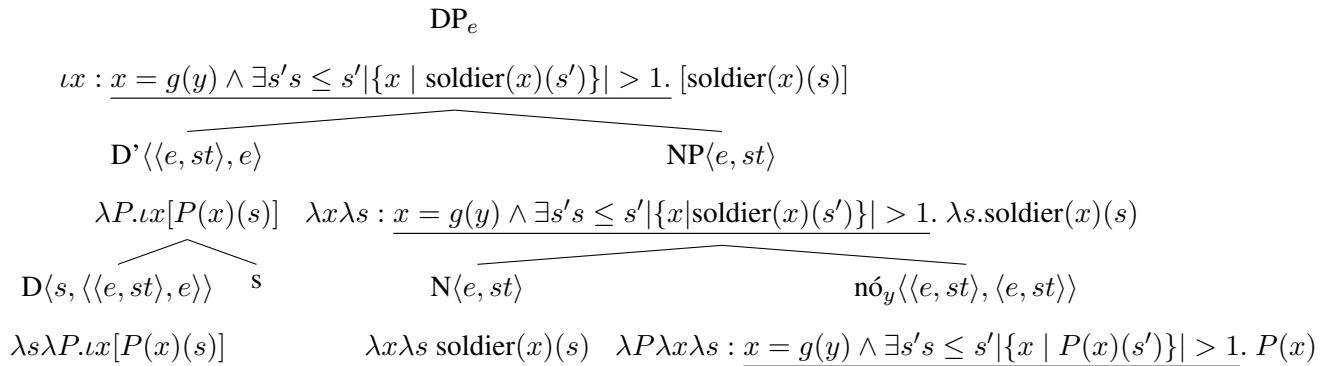 DPₑ
ιx : x = g(y) ∧ ∃s′s ≤ s′|{x | soldier(x)(s′)}| > 1. [soldier(x)(s)]
D’⟨⟨e, st⟩, e⟩ NP⟨e, st⟩
λP.ιx[P(x)(s)] λxλs : x = g(y) ∧ ∃s′s ≤ s′|{x|soldier(x)(s′)}| > 1. λs.soldier(x)(s)
D⟨s, ⟨⟨e, st⟩, e⟩⟩ s N⟨e, st⟩ nó_y⟨⟨e, st⟩, ⟨e, st⟩⟩
λsλP.ιx[P(x)(s)] λxλs soldier(x)(s) λPλxλs : x = g(y) ∧ ∃s′s ≤ s′|{x | P(x)(s′)}| > 1. P(x)